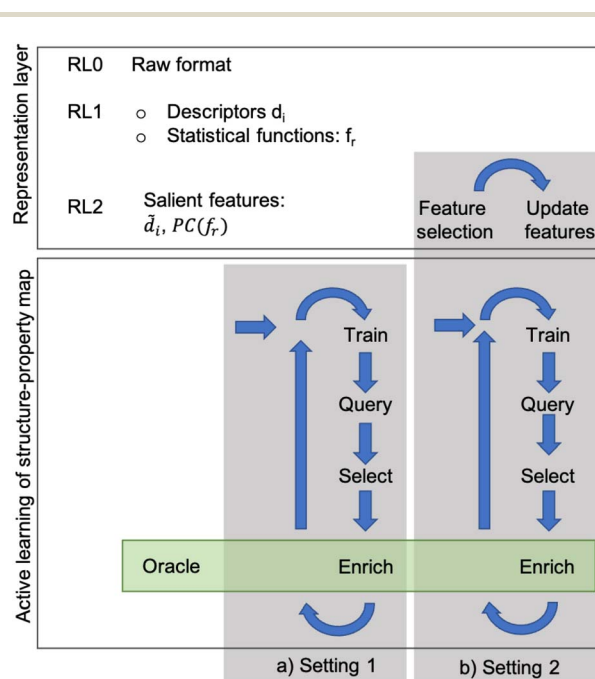 Representation layer
RL0 Raw format
RL1 o Descriptors dᵢ
o Statistical functions: fᵣ
RL2 Salient features:
d̃ᵢ, PC(fᵣ)
Feature selection
Update features
Active learning of structure-property map
Train
Query
Select
Oracle
Enrich
a) Setting 1
Train
Query
Select
Enrich
b) Setting 2